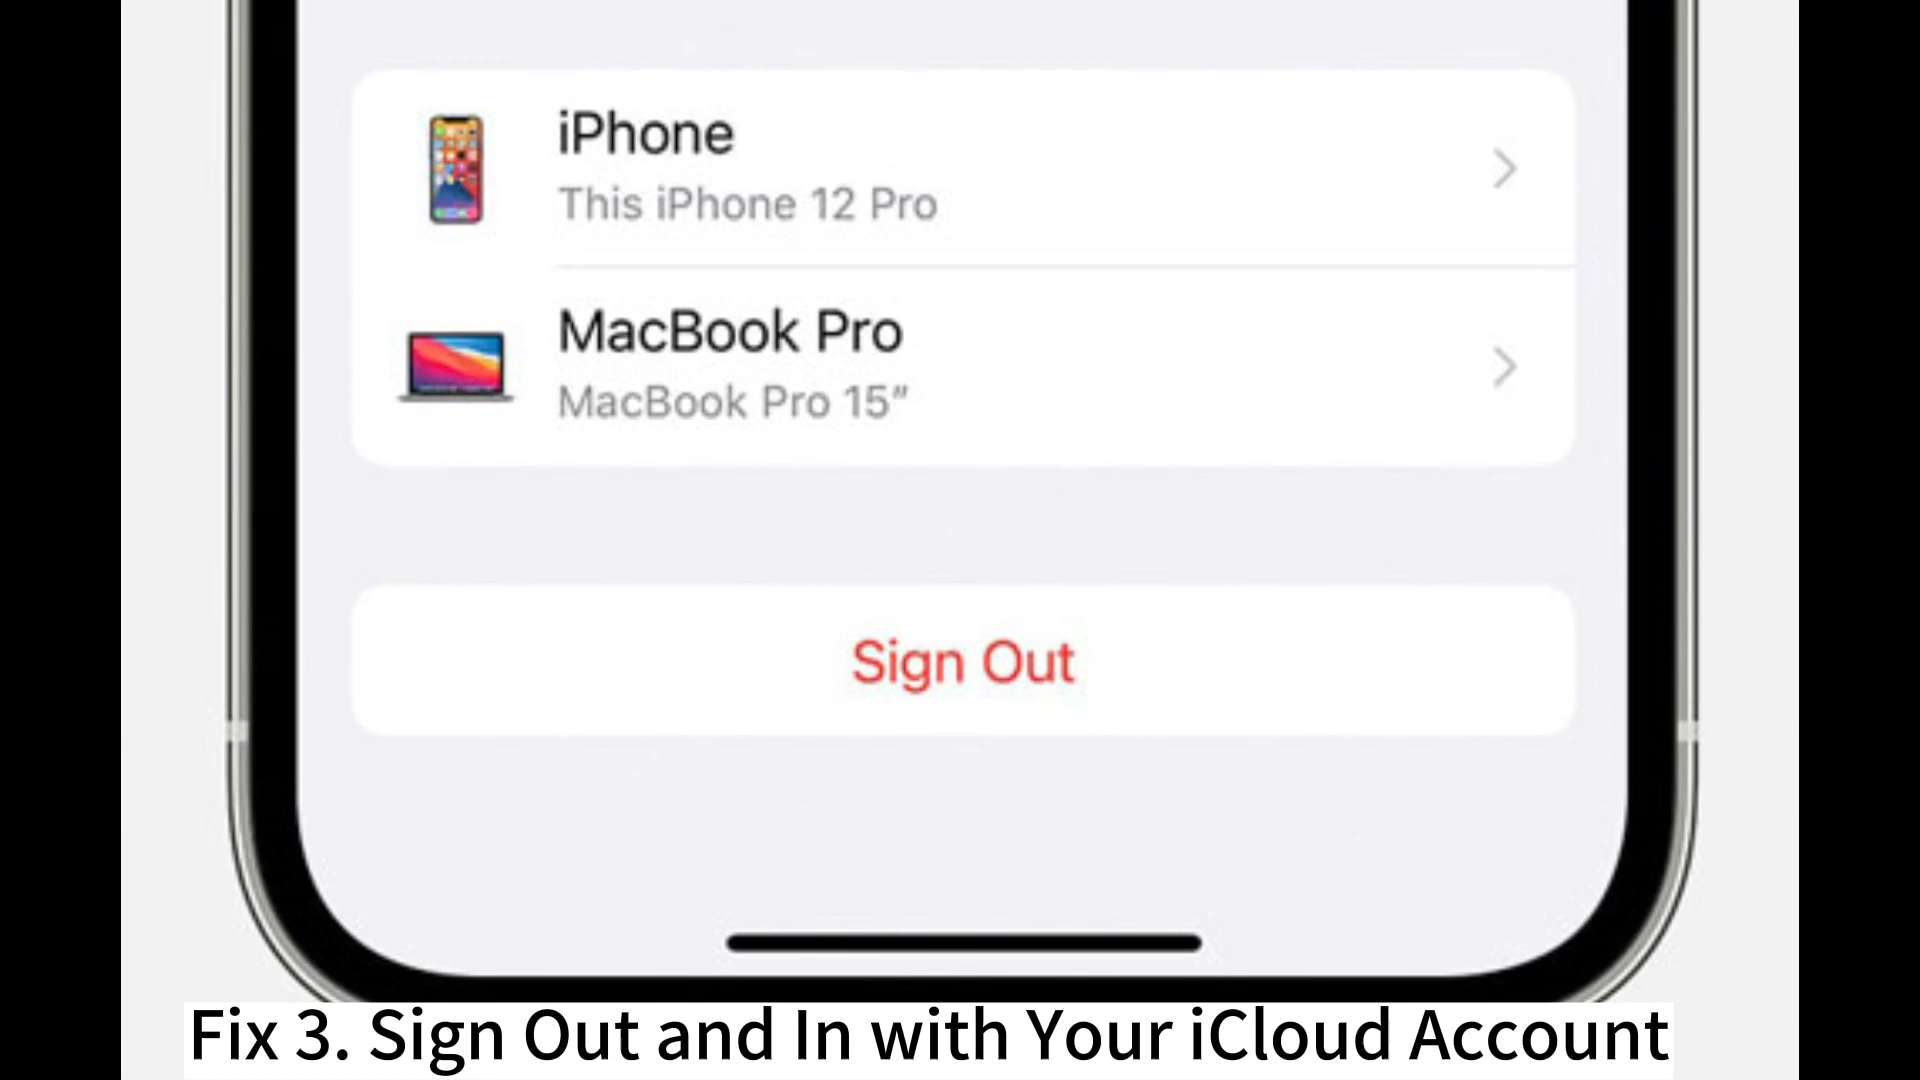 iPhone
This iPhone 12 Pro
MacBook Pro
MacBook Pro 15″
Sign Out
Fix 3. Sign Out and In with Your iCloud Account